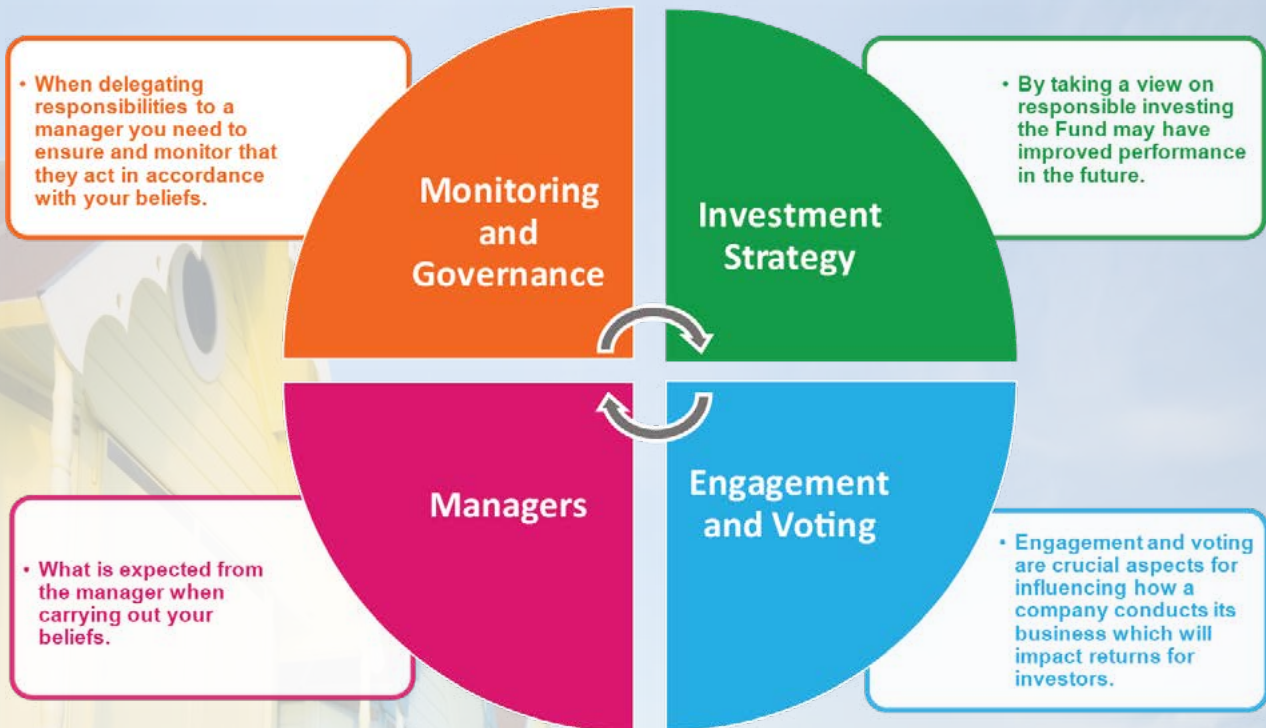 • When delegating
responsibilities to a
manager you need to
ensure and monitor that
they act in accordance
with your beliefs.
Monitoring
and
Governance
Investment
Strategy
• By taking a view on
responsible investing
the Fund may have
improved performance
in the future.
• What is expected from
the manager when
carrying out your
beliefs.
Managers
Engagement
and Voting
• Engagement and voting
are crucial aspects for
influencing how a
company conducts its
business which will
impact returns for
investors.